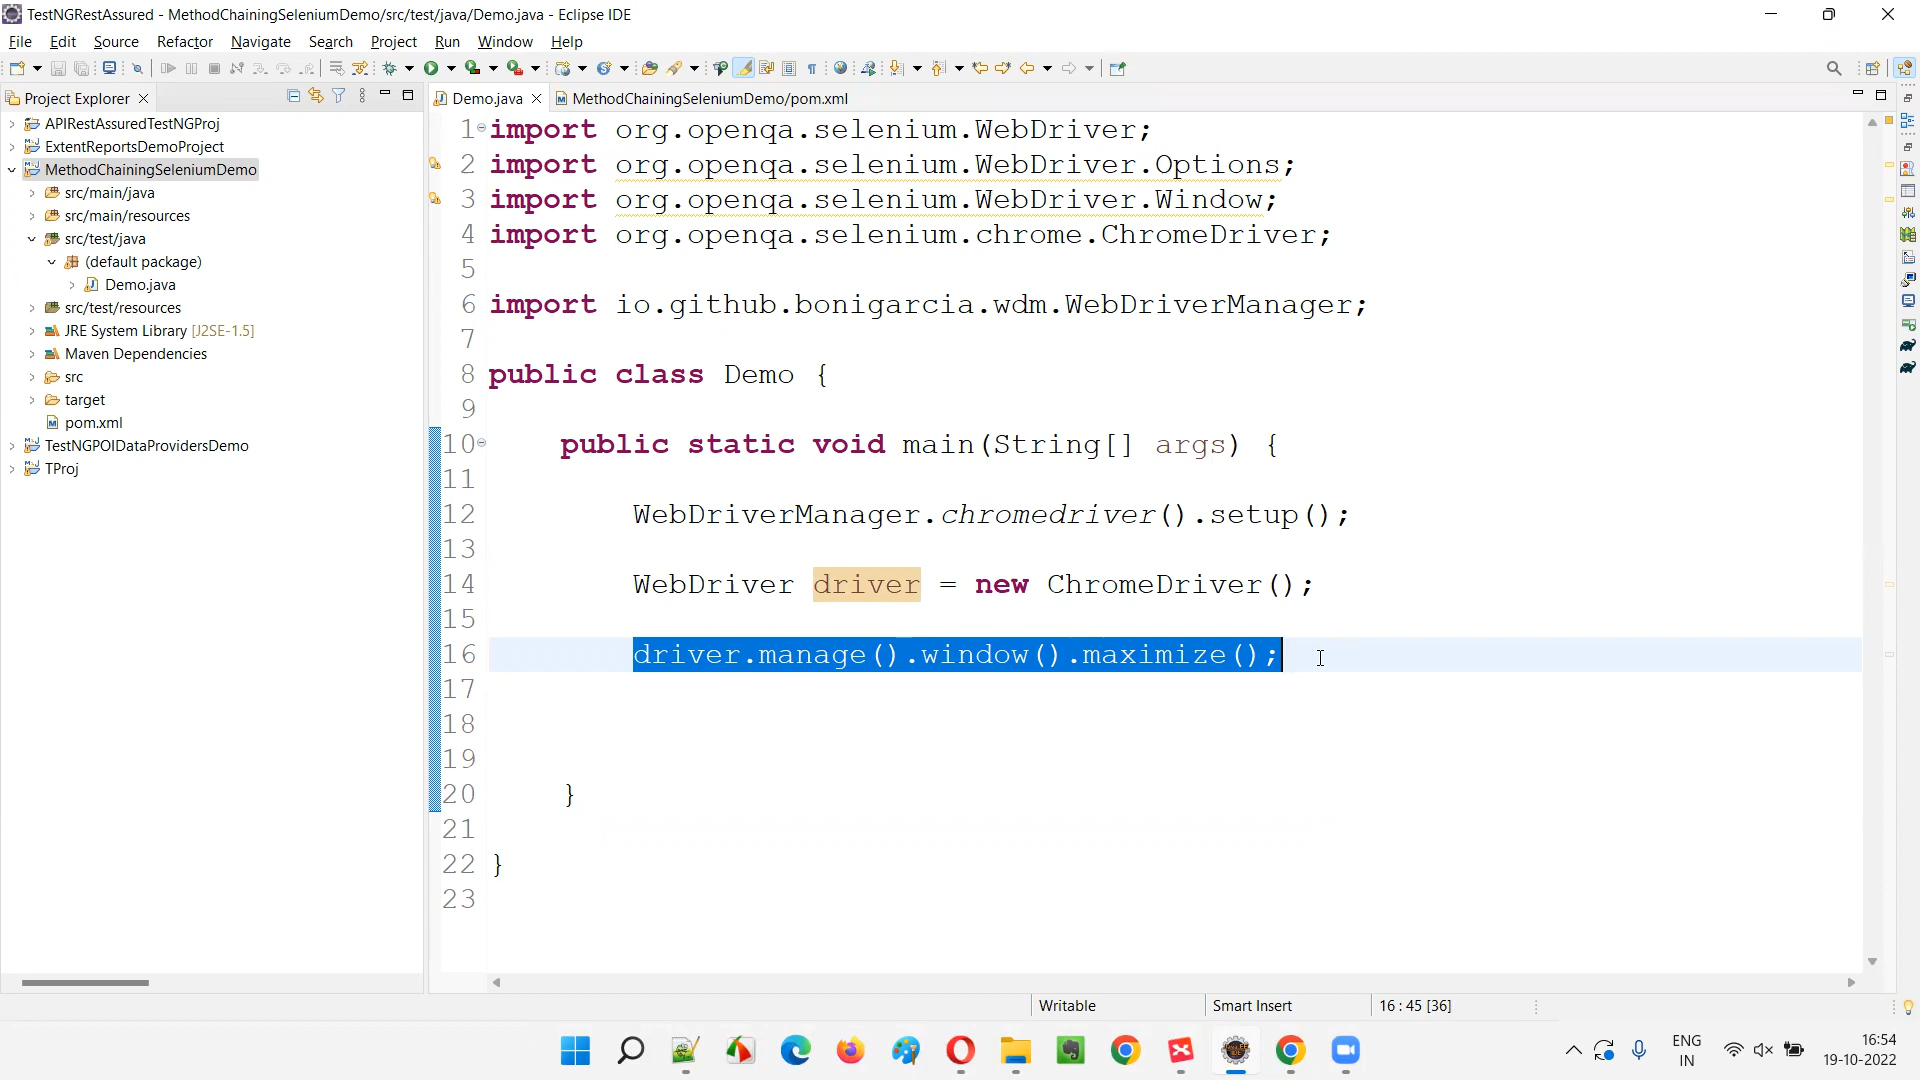 TestNGRestAssured - MethodChainingSeleniumDemo/src/test/java/Demo.java - Eclipse IDE
File Edit Source Refactor Navigate Search Project Run Window Help
Project Explorer
APIRestAssuredTestNGProj
ExtentReportsDemoProject
MethodChainingSeleniumDemo
src/main/java
src/main/resources
src/test/java
(default package)
Demo.java
src/test/resources
JRE System Library [J2SE-1.5]
Maven Dependencies
src
target
pom.xml
TestNGPOIDataProvidersDemo
TProj
Demo.java MethodChainingSeleniumDemo/pom.xml
1 import org.openqa.selenium.WebDriver;
2 import org.openqa.selenium.WebDriver.Options;
3 import org.openqa.selenium.WebDriver.Window;
4 import org.openqa.selenium.chrome.ChromeDriver;
5
6 import io.github.bonigarcia.wdm.WebDriverManager;
7
8 public class Demo {
9
10 public static void main(String[] args) {
11
12 WebDriverManager.chromedriver().setup();
13
14 WebDriver driver = new ChromeDriver();
15
16 driver.manage().window().maximize();
17
18
19
20 }
21
22 }
23
Writable Smart Insert 16 : 45 [36]
ENG
IN
16:54
19-10-2022